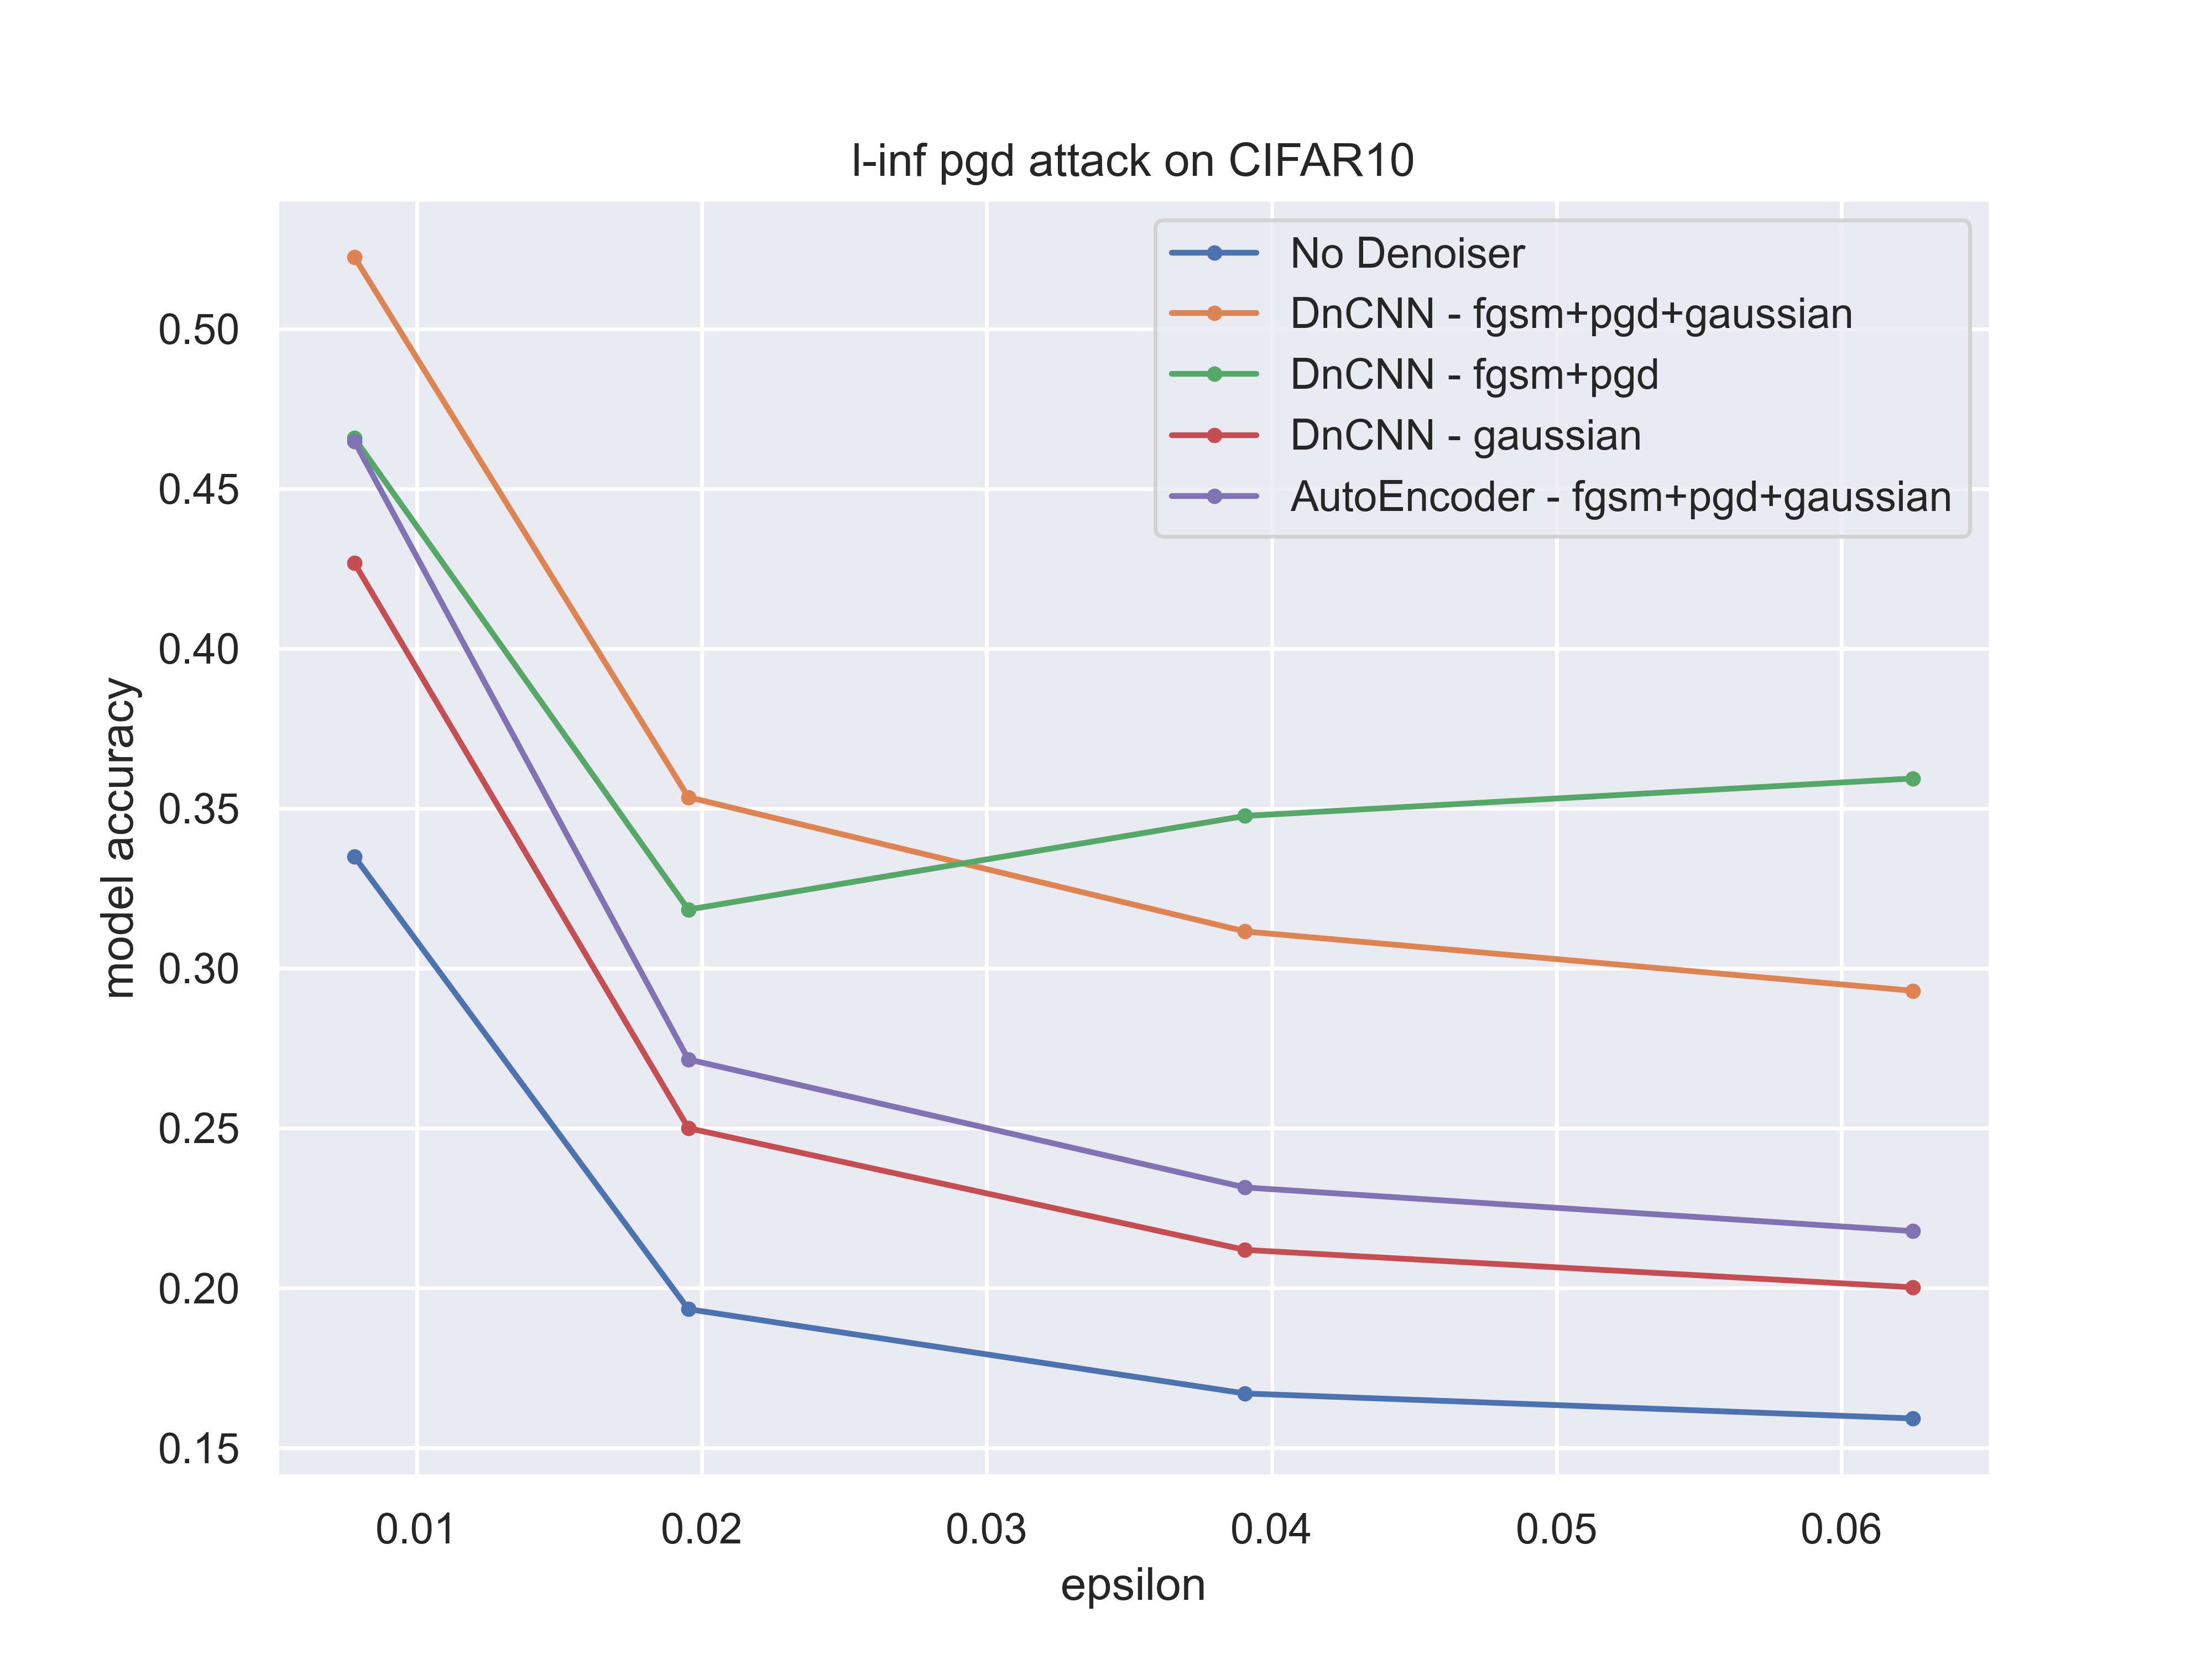 l-inf pgd attack on CIFAR10
No Denoiser
DnCNN - fgsm+pgd+gaussian
DnCNN - fgsm+pgd
DnCNN - gaussian
AutoEncoder - fgsm+pgd+gaussian
model accuracy
0.50
0.45
0.40
0.35
0.30
0.25
0.20
0.15
0.01 0.02 0.03 0.04 0.05 0.06
epsilon